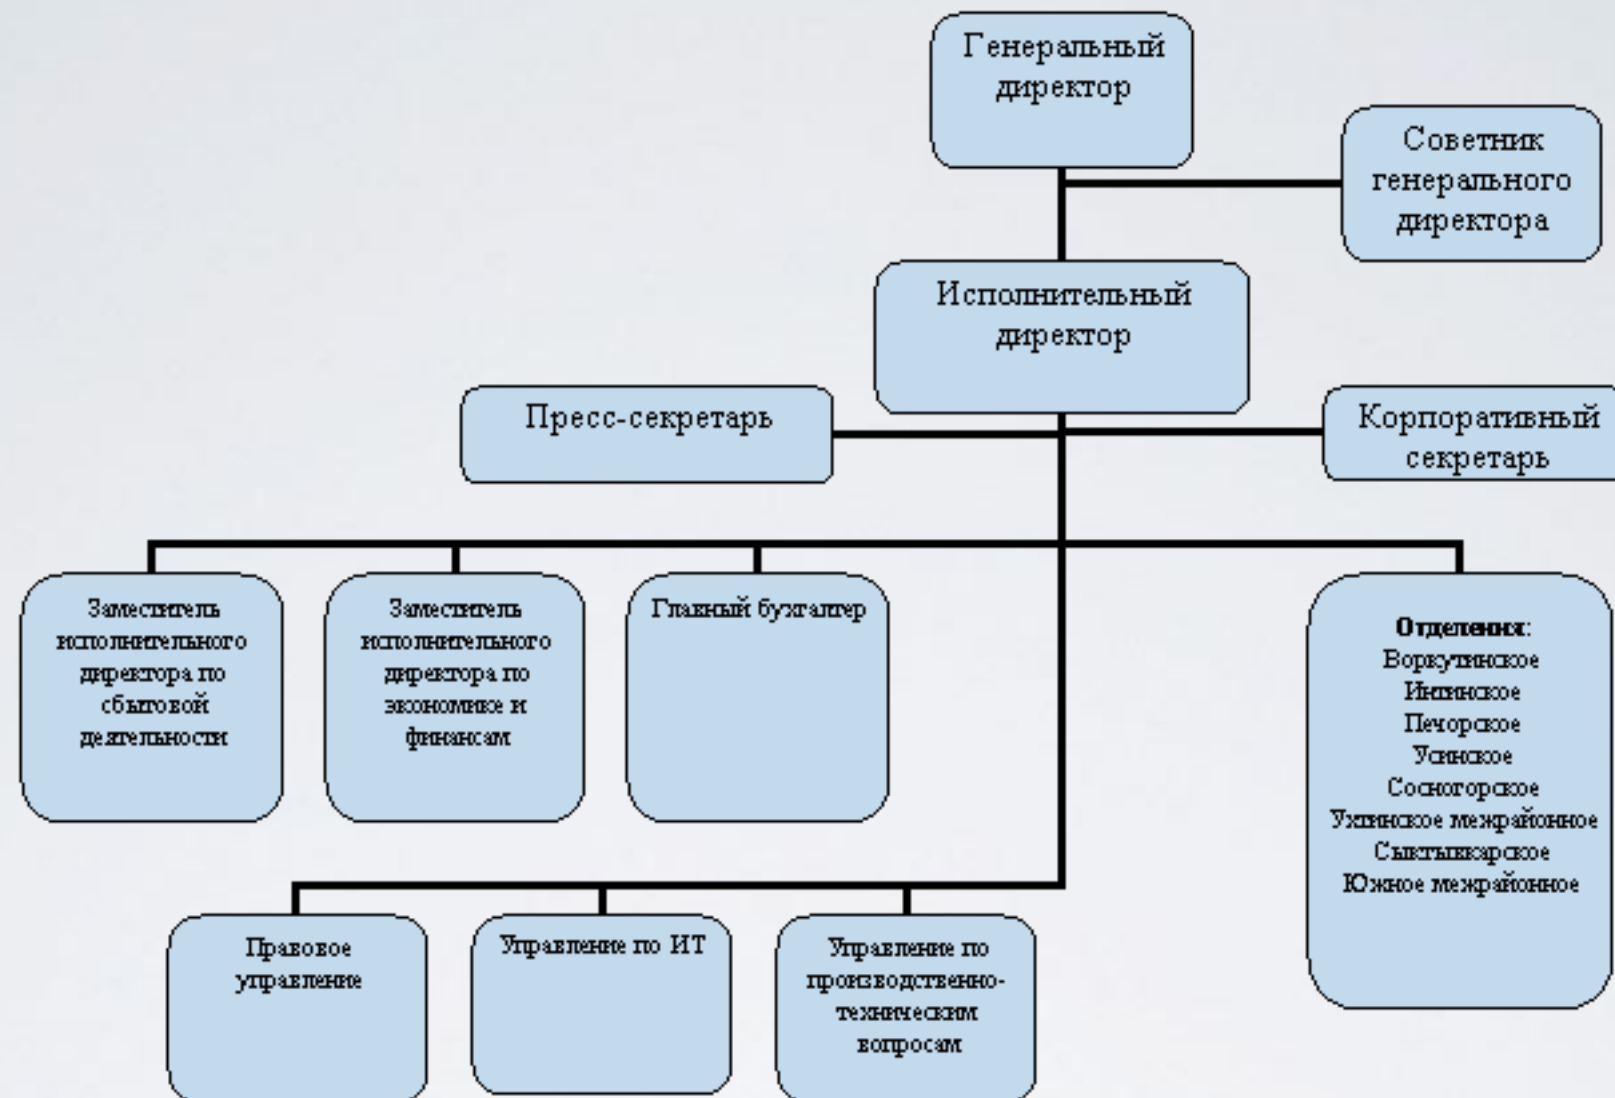 Генеральный
директор
Советник
генерального
директора
Исполнительный
директор
Пресс-секретарь
Корпоративный
секретарь
Заместитель
исполнительного
директора по
сбытовой
деятельности
Заместитель
исполнительного
директора по
экономике и
финансам
Главный бухгалтер
Отделения:
Воркутинское
Интинское
Печорское
Усинское
Сосногорское
Ухтинское межрайонное
Сыктывкарское
Южное межрайонное
Правовое
управление
Управление по ИТ
Управление по
производственно-
техническим
вопросам